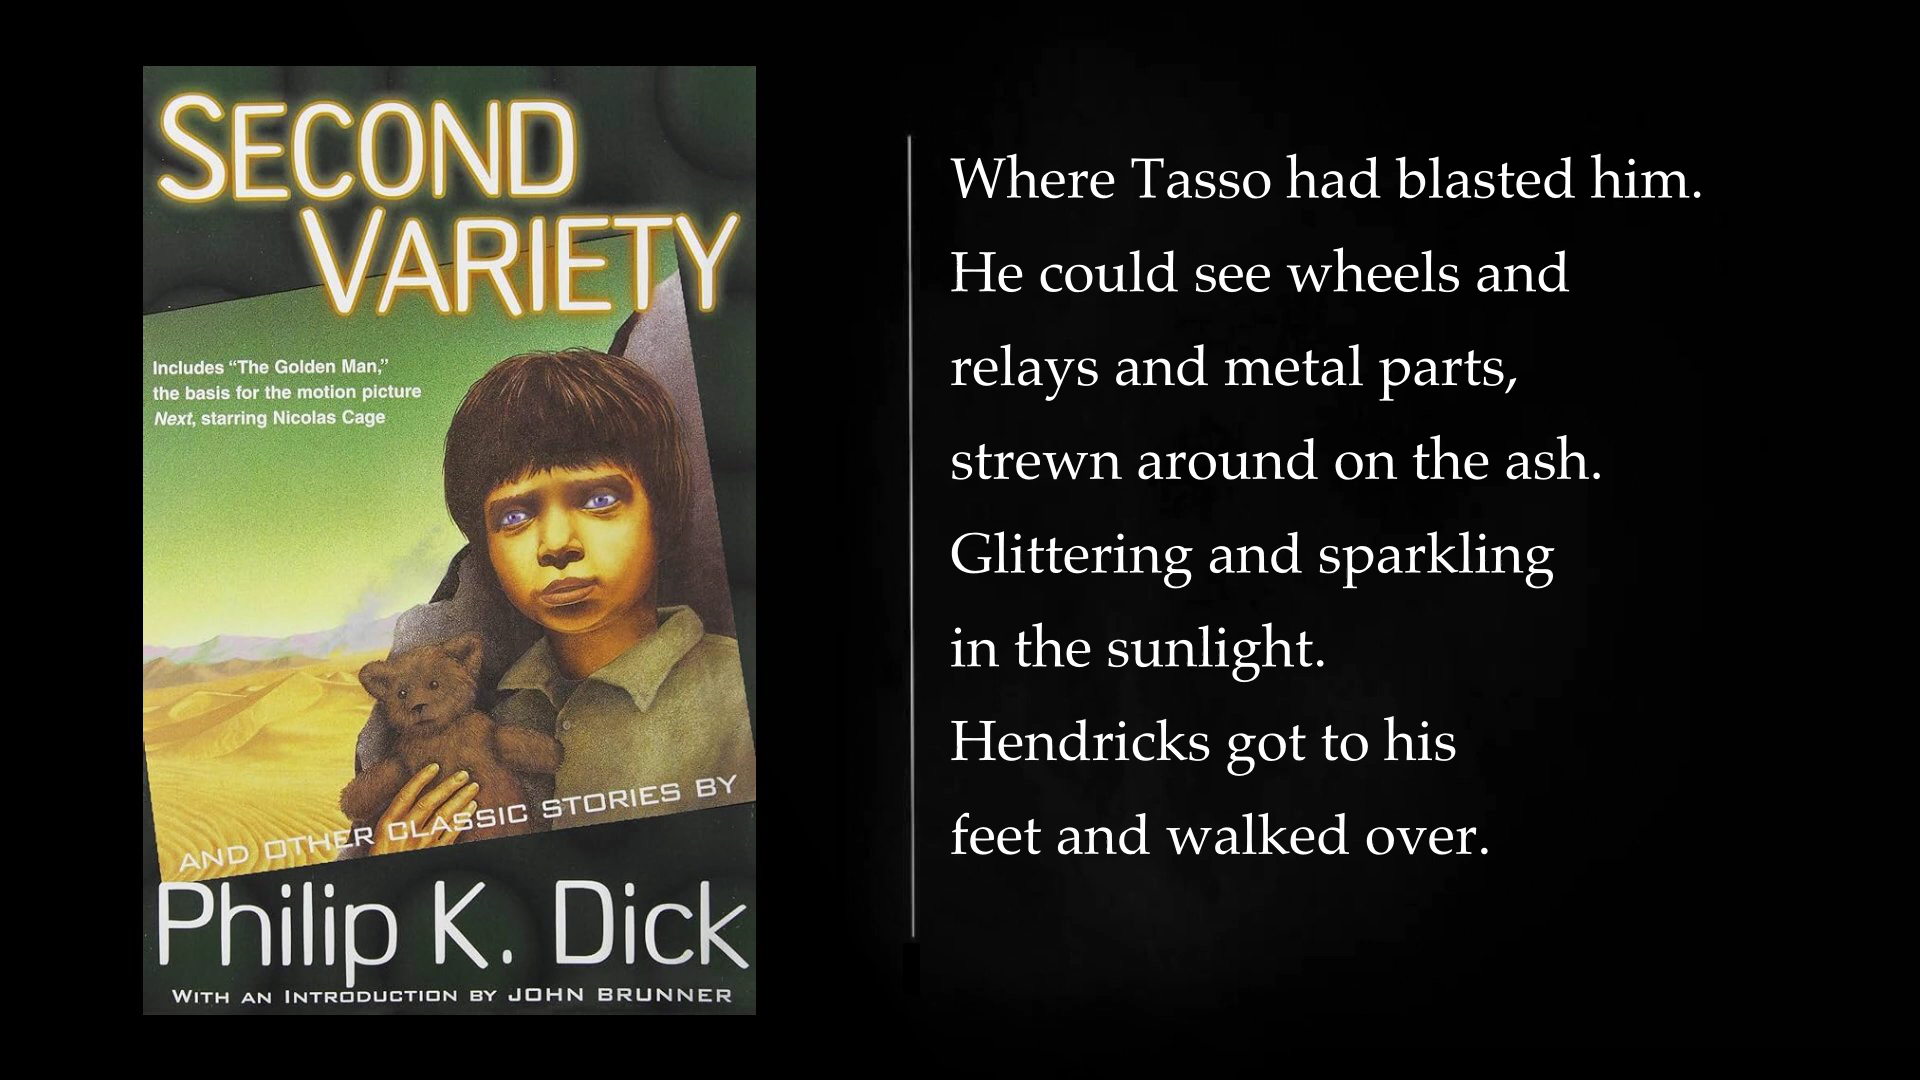 SECOND
VARIETY
Includes “The Golden Man,”
the basis for the motion picture
Next, starring Nicolas Cage
AND OTHER CLASSIC STORIES BY
Philip K. Dick
WITH AN INTRODUCTION BY JOHN BRUNNER
Where Tasso had blasted him.
He could see wheels and
relays and metal parts,
strewn around on the ash.
Glittering and sparkling
in the sunlight.
Hendricks got to his
feet and walked over.